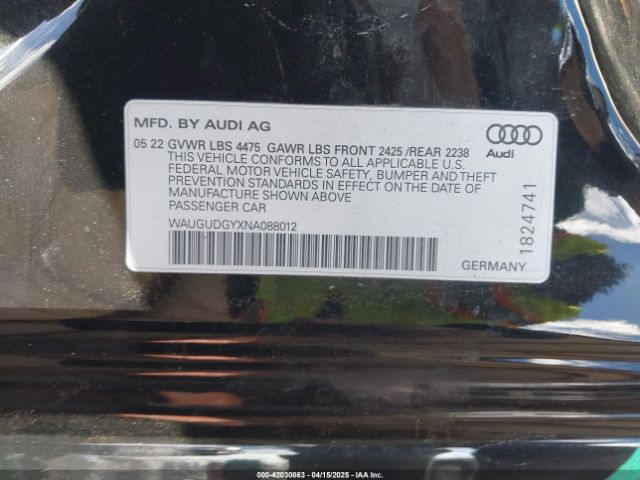 MFD. BY AUDI AG
05 22 GVWR LBS 4475 GAWR LBS FRONT 2425 /REAR 2238
THIS VEHICLE CONFORMS TO ALL APPLICABLE U.S.
FEDERAL MOTOR VEHICLE SAFETY, BUMPER AND THEFT
PREVENTION STANDARDS IN EFFECT ON THE DATE OF
MANUFACTURE SHOWN ABOVE
PASSENGER CAR
WAUGUDGYXNA088012
Audi
1824741
GERMANY
000-42030863 - 04/15/2025 - IAAI.COM